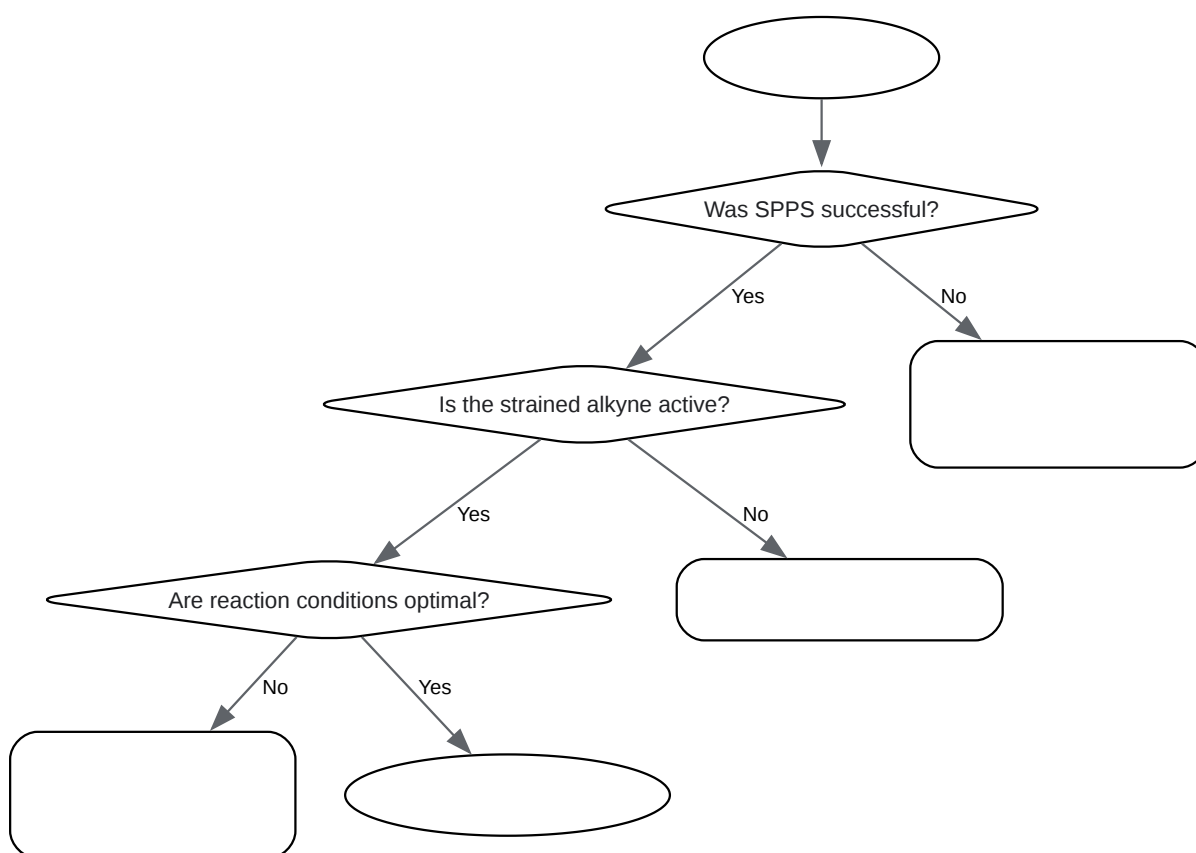 Was SPPS successful?
Yes
No
Is the strained alkyne active?
Yes
No
Are reaction conditions optimal?
No
Yes